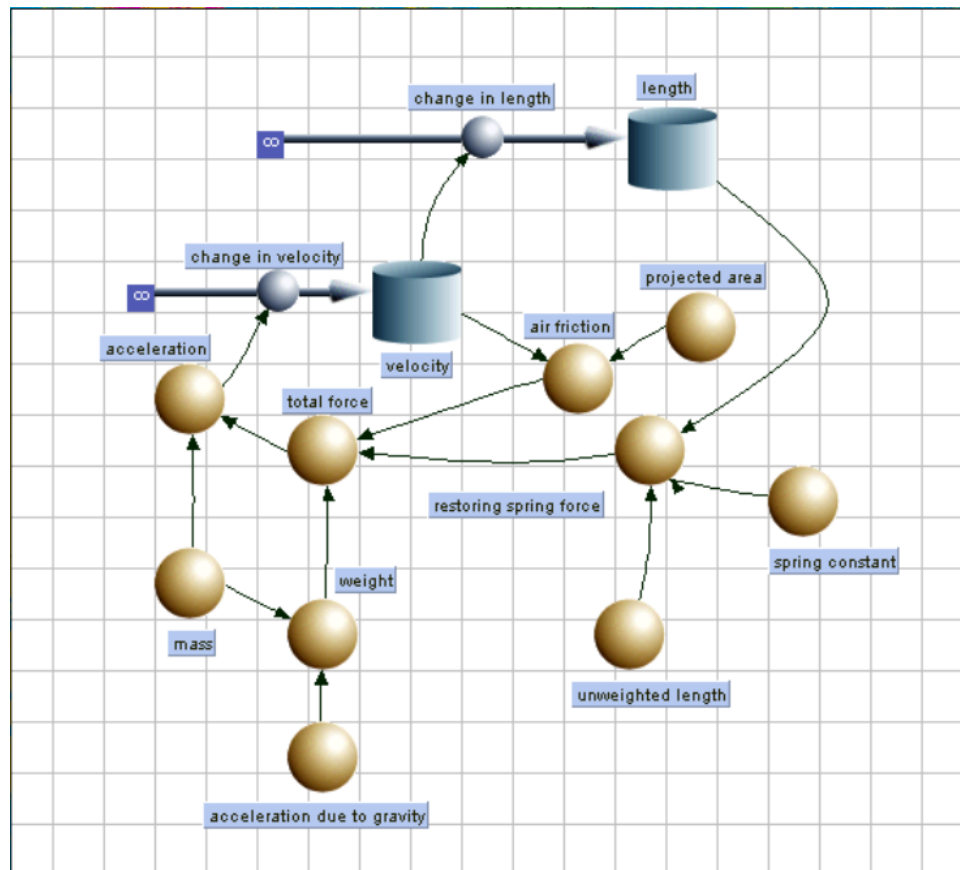 length
change in length
∞
change in velocity
projected area
∞
air friction
acceleration
velocity
total force
restoring spring force
spring constant
weight
mass
unweighted length
acceleration due to gravity